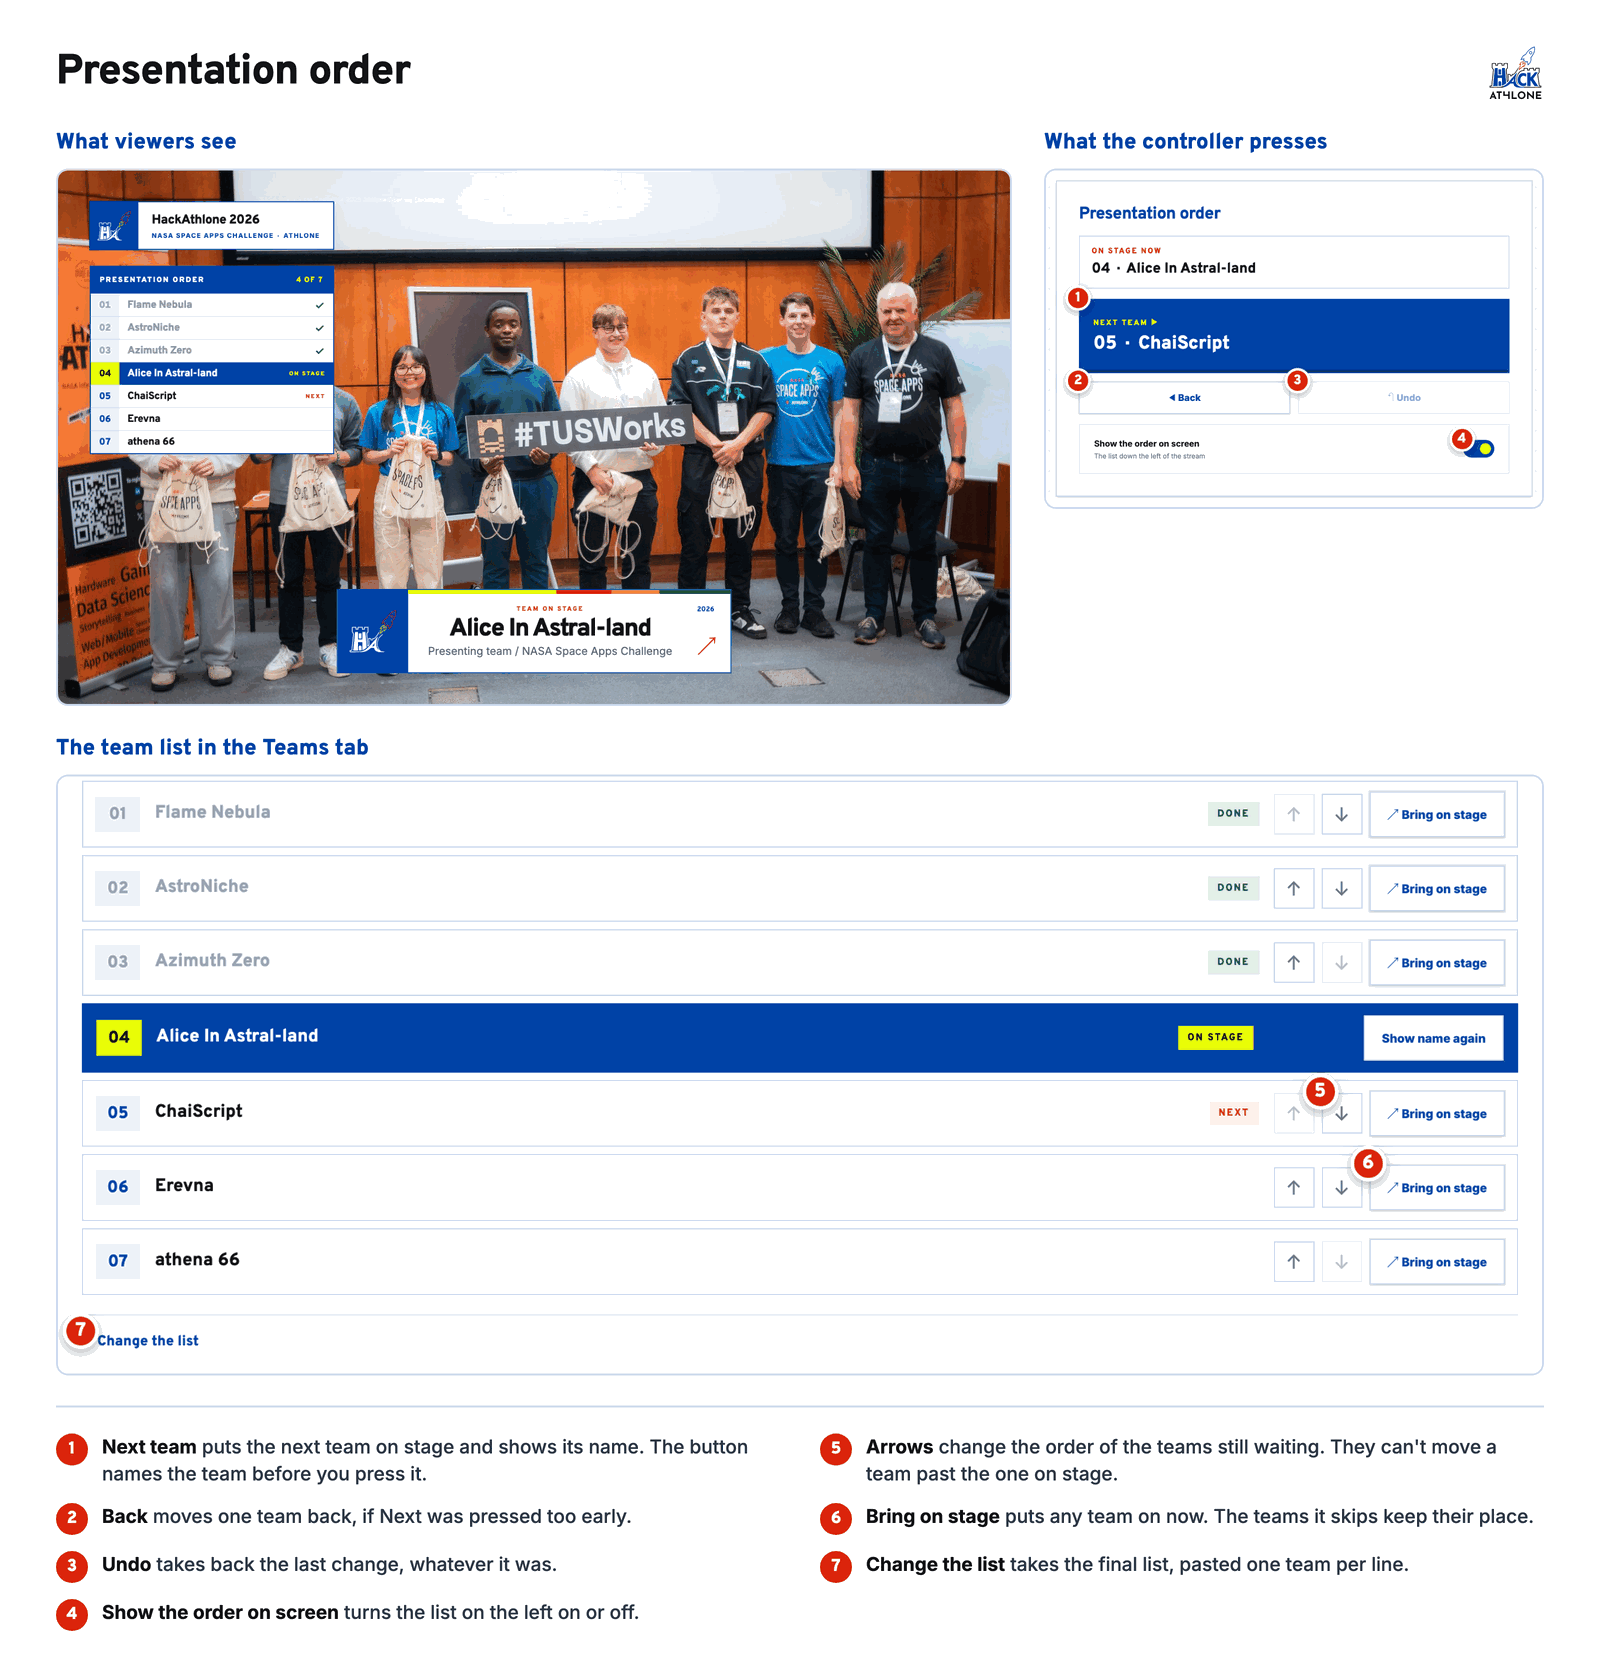 Presentation order
HACK
ATHLONE
What viewers see
What the controller presses
HackAthlone 2026
NASA SPACE APPS CHALLENGE · ATHLONE
PRESENTATION ORDER 4 OF 7
01 Flame Nebula ✓
02 AstroNiche ✓
03 Azimuth Zero ✓
04 Alice In Astral-land ON STAGE
05 ChaiScript NEXT
06 Erevna
07 athena 66
#TUSWorks
SPACE APPS
SPACE APPS
SPACE APPS
Hardware
Data Science
Storytelling
Web/Mobile
App Development
TEAM ON STAGE
2026
Alice In Astral-land
Presenting team / NASA Space Apps Challenge
Presentation order
ON STAGE NOW
04 · Alice In Astral-land
1
NEXT TEAM ▶
05 · ChaiScript
2
◀ Back
3
Undo
Show the order on screen
The list down the left of the stream
4
The team list in the Teams tab
01 Flame Nebula DONE ↑ ↓ ↗ Bring on stage
02 AstroNiche DONE ↑ ↓ ↗ Bring on stage
03 Azimuth Zero DONE ↑ ↓ ↗ Bring on stage
04 Alice In Astral-land ON STAGE Show name again
5
05 ChaiScript NEXT ↑ ↓ ↗ Bring on stage
6
06 Erevna ↑ ↓ ↗ Bring on stage
07 athena 66 ↑ ↓ ↗ Bring on stage
7 Change the list
1 Next team puts the next team on stage and shows its name. The button
names the team before you press it.
2 Back moves one team back, if Next was pressed too early.
3 Undo takes back the last change, whatever it was.
4 Show the order on screen turns the list on the left on or off.
5 Arrows change the order of the teams still waiting. They can't move a
team past the one on stage.
6 Bring on stage puts any team on now. The teams it skips keep their place.
7 Change the list takes the final list, pasted one team per line.